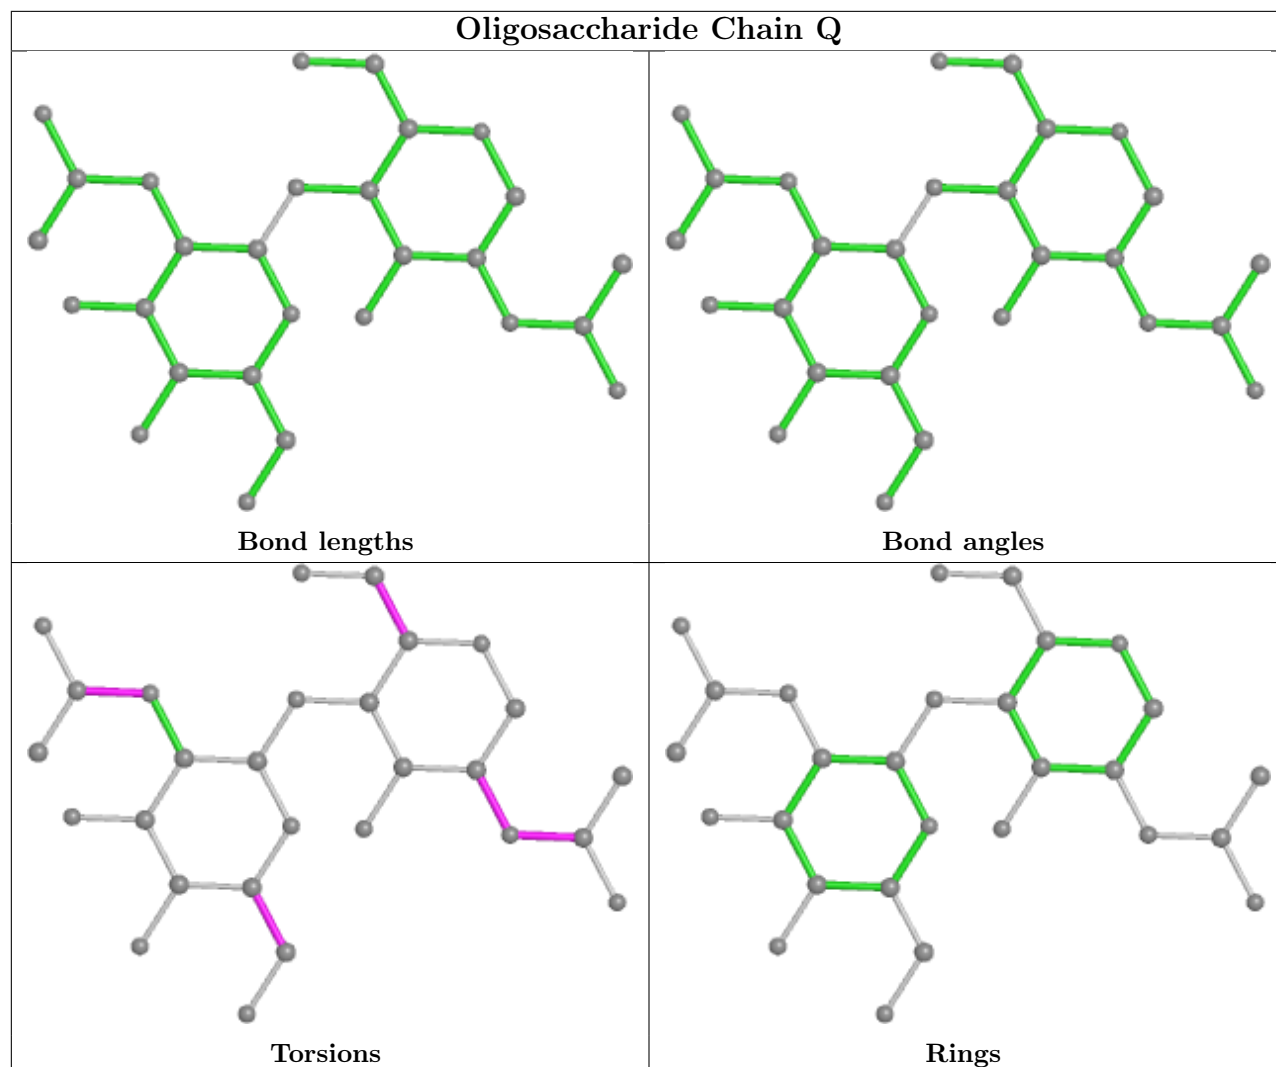 Oligosaccharide Chain Q
Bond lengths
Bond angles
Torsions
Rings